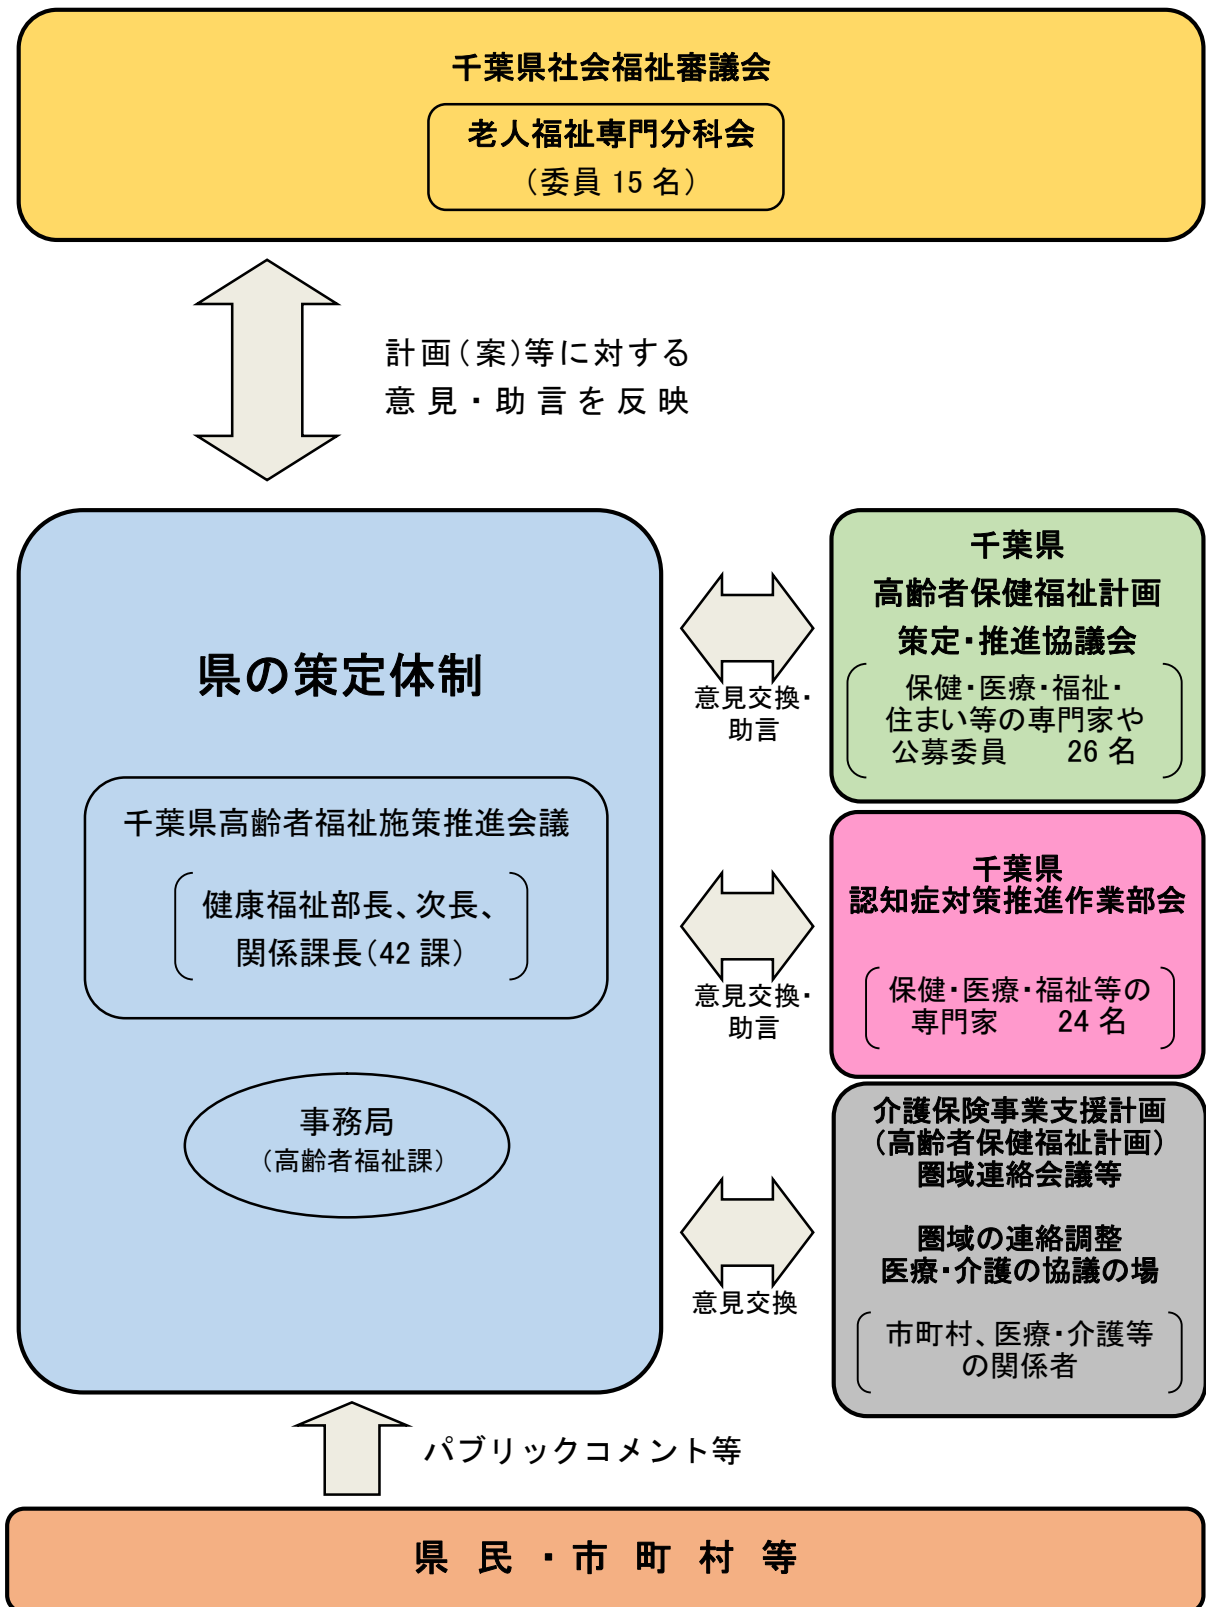 千葉県社会福祉審議会
老人福祉専門分科会
（委員 15 名）
計画（案）等に対する
意見・助言を反映
県の策定体制
千葉県高齢者福祉施策推進会議
健康福祉部長、次長、
関係課長（42 課）
事務局
（高齢者福祉課）
意見交換・
助言
千葉県
高齢者保健福祉計画
策定・推進協議会
保健・医療・福祉・
住まい等の専門家や
公募委員　　26 名
意見交換・
助言
千葉県
認知症対策推進作業部会
保健・医療・福祉等の
専門家　　24 名
意見交換
介護保険事業支援計画
（高齢者保健福祉計画）
圏域連絡会議等
圏域の連絡調整
医療・介護の協議の場
市町村、医療・介護等
の関係者
パブリックコメント等
県民・市町村等